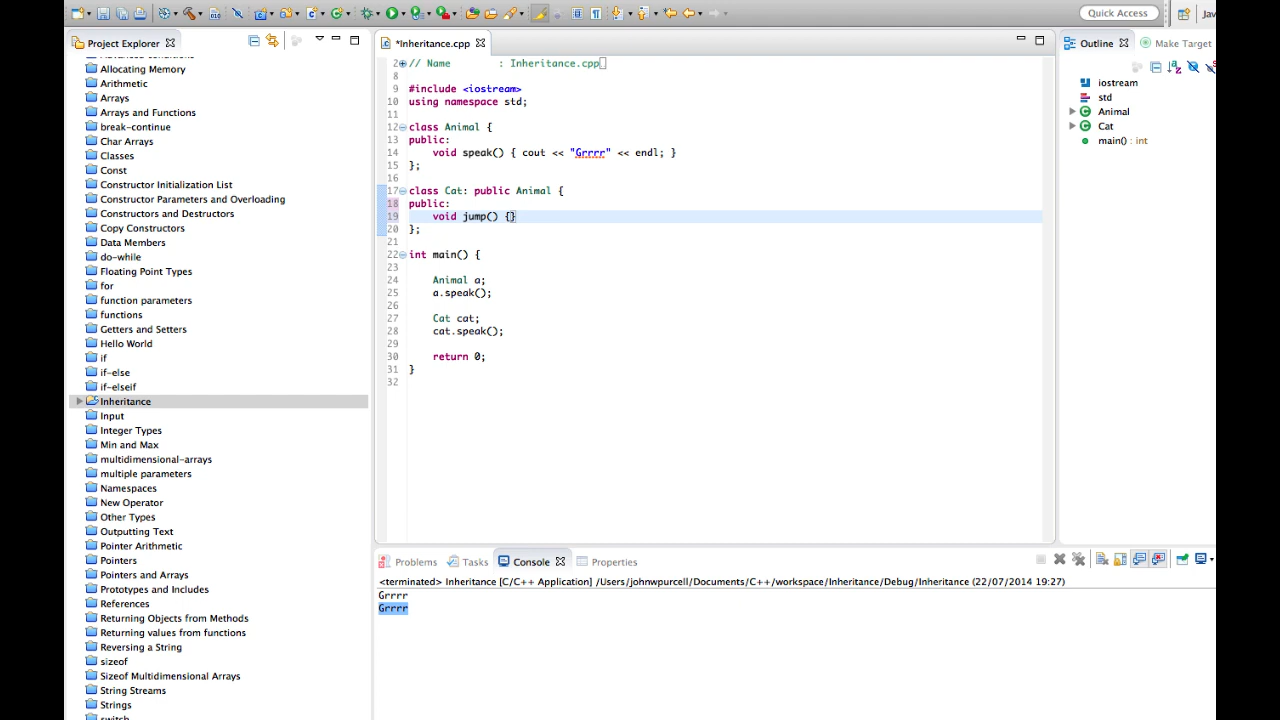 Quick Access
Java
Project Explorer
Allocating Memory
Arithmetic
Arrays
Arrays and Functions
break-continue
Char Arrays
Classes
Const
Constructor Initialization List
Constructor Parameters and Overloading
Constructors and Destructors
Copy Constructors
Data Members
do-while
Floating Point Types
for
function parameters
functions
Getters and Setters
Hello World
if
if-else
if-elseif
Inheritance
Input
Integer Types
Min and Max
multidimensional-arrays
multiple parameters
Namespaces
New Operator
Other Types
Outputting Text
Pointer Arithmetic
Pointers
Pointers and Arrays
Prototypes and Includes
References
Returning Objects from Methods
Returning values from functions
Reversing a String
sizeof
Sizeof Multidimensional Arrays
String Streams
Strings
switch
*Inheritance.cpp
2 // Name : Inheritance.cpp
8
9 #include <iostream>
10 using namespace std;
11
12 class Animal {
13 public:
14 void speak() { cout << "Grrrr" << endl; }
15 };
16
17 class Cat: public Animal {
18 public:
19 void jump() {}
20 };
21
22 int main() {
23
24 Animal a;
25 a.speak();
26
27 Cat cat;
28 cat.speak();
29
30 return 0;
31 }
32
Outline Make Target
iostream
std
Animal
Cat
main() : int
Problems Tasks Console Properties
<terminated> Inheritance [C/C++ Application] /Users/johnwpurcell/Documents/C++/workspace/Inheritance/Debug/Inheritance (22/07/2014 19:27)
Grrrr
Grrrr